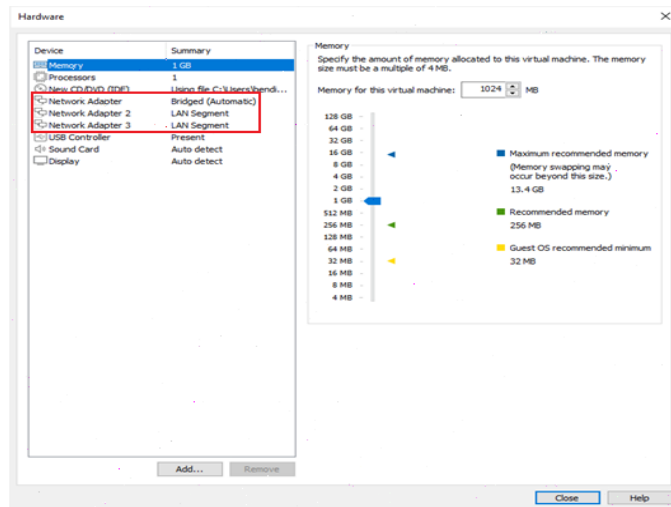 Hardware
Device Summary
Memory 1 GB
Processors 1
New CD/DVD (IDE) Using file C:\Users\bendi...
Network Adapter Bridged (Automatic)
Network Adapter 2 LAN Segment
Network Adapter 3 LAN Segment
USB Controller Present
Sound Card Auto detect
Display Auto detect
Add... Remove
Memory
Specify the amount of memory allocated to this virtual machine. The memory
size must be a multiple of 4 MB.
Memory for this virtual machine: 1024 MB
128 GB
64 GB
32 GB
16 GB
8 GB
4 GB
2 GB
1 GB
512 MB
256 MB
128 MB
64 MB
32 MB
16 MB
8 MB
4 MB
Maximum recommended memory
(Memory swapping may
occur beyond this size.)
13.4 GB
Recommended memory
256 MB
Guest OS recommended minimum
32 MB
Close Help